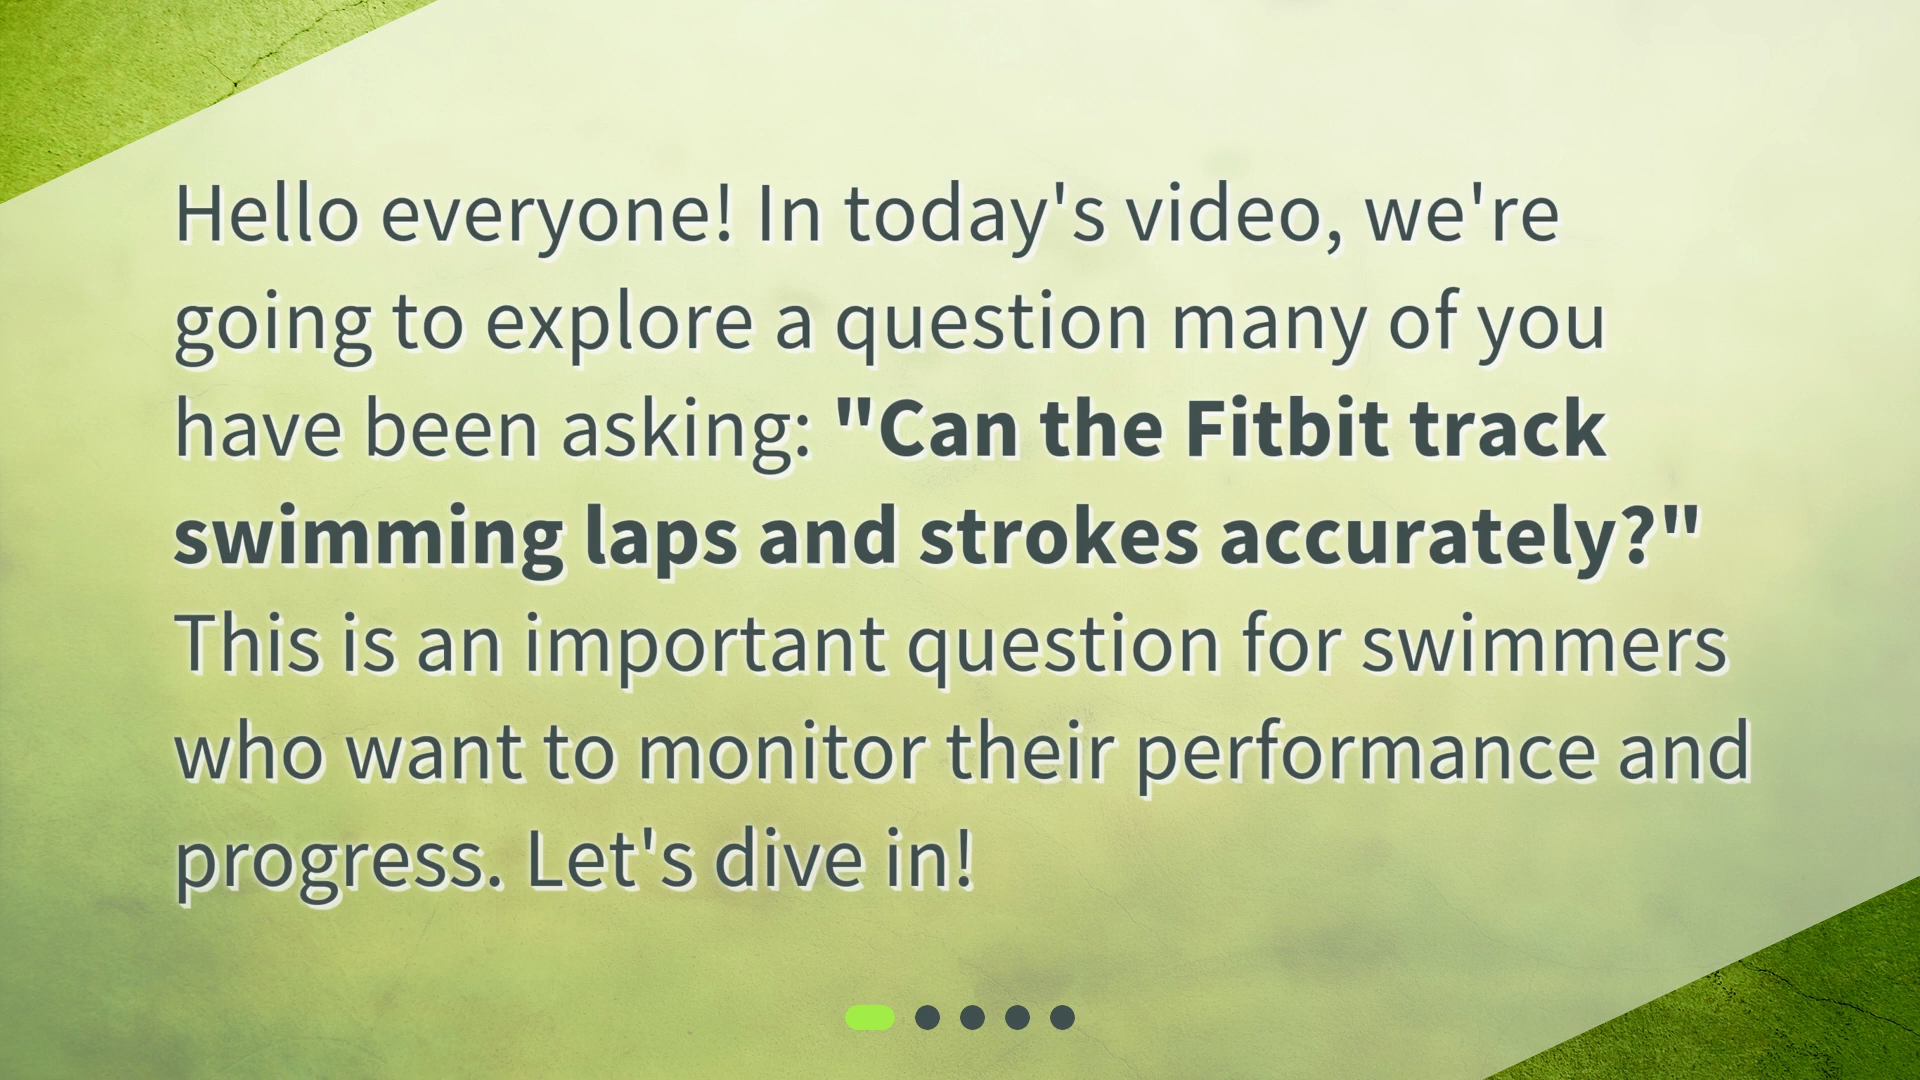 Hello everyone! In today's video, we're
going to explore a question many of you
have been asking: "Can the Fitbit track
swimming laps and strokes accurately?"
This is an important question for swimmers
who want to monitor their performance and
progress. Let's dive in!